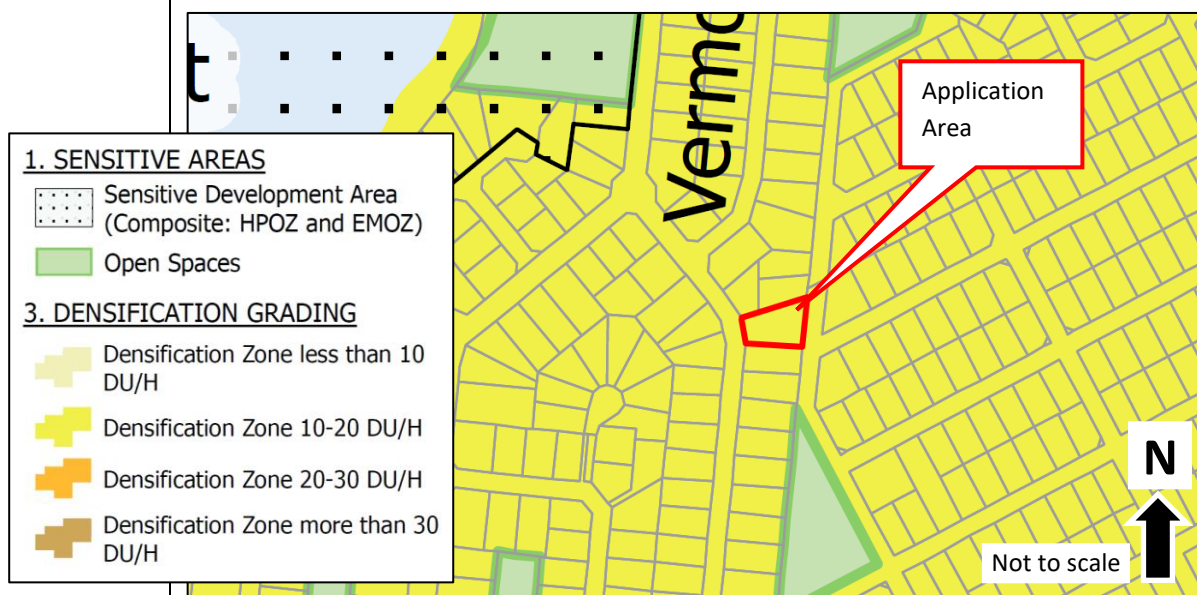 t
Vermo
Application
Area
1. SENSITIVE AREAS
Sensitive Development Area
(Composite: HPOZ and EMOZ)
Open Spaces
3. DENSIFICATION GRADING
Densification Zone less than 10
DU/H
Densification Zone 10-20 DU/H
Densification Zone 20-30 DU/H
Densification Zone more than 30
DU/H
N
Not to scale